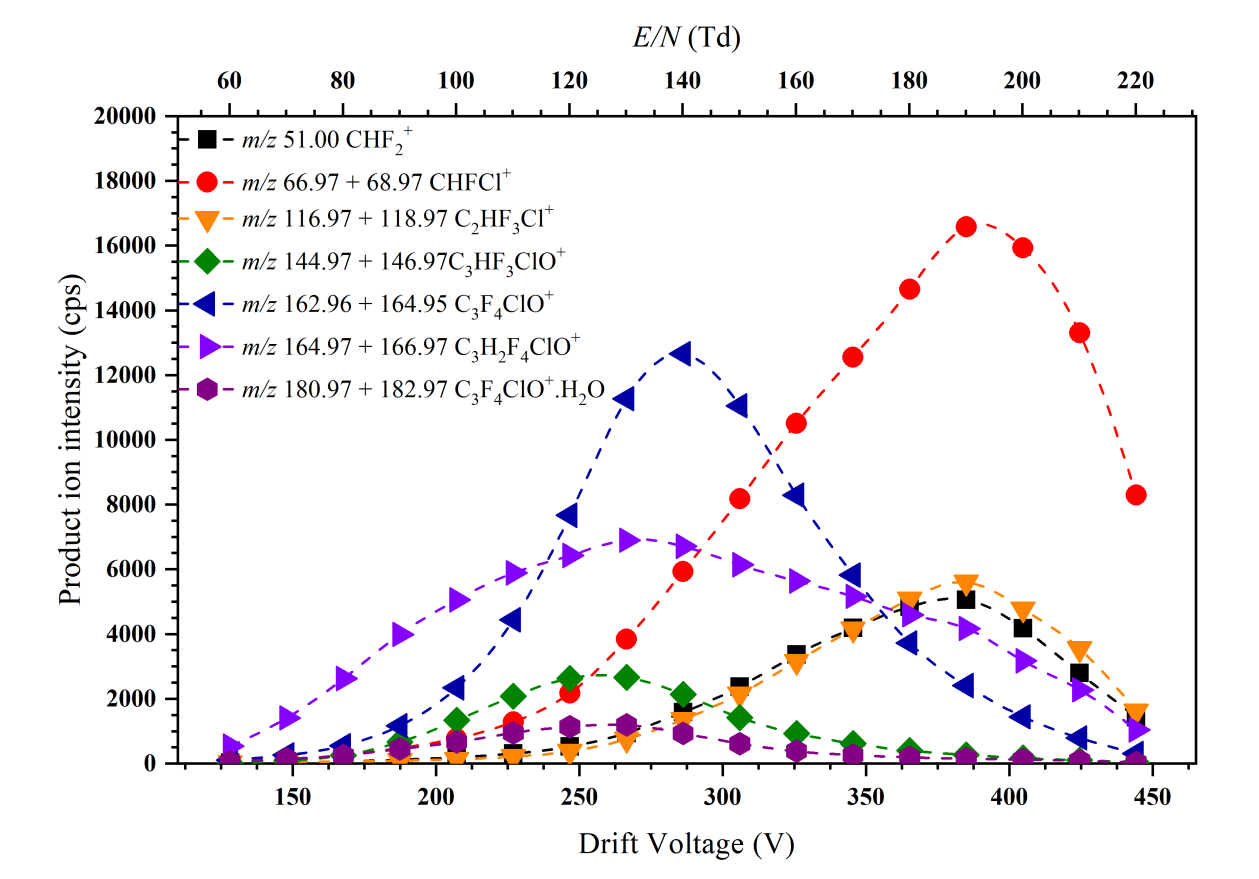 E/N (Td)
60 80 100 120 140 160 180 200 220
20000
18000
16000
14000
12000
10000
8000
6000
4000
2000
0
Product ion intensity (cps)
m/z 51.00 CHF₂⁺
m/z 66.97 + 68.97 CHFCl⁺
m/z 116.97 + 118.97 C₂HF₃Cl⁺
m/z 144.97 + 146.97C₃HF₃ClO⁺
m/z 162.96 + 164.95 C₃F₄ClO⁺
m/z 164.97 + 166.97 C₃H₂F₄ClO⁺
m/z 180.97 + 182.97 C₃F₄ClO⁺.H₂O
150 200 250 300 350 400 450
Drift Voltage (V)